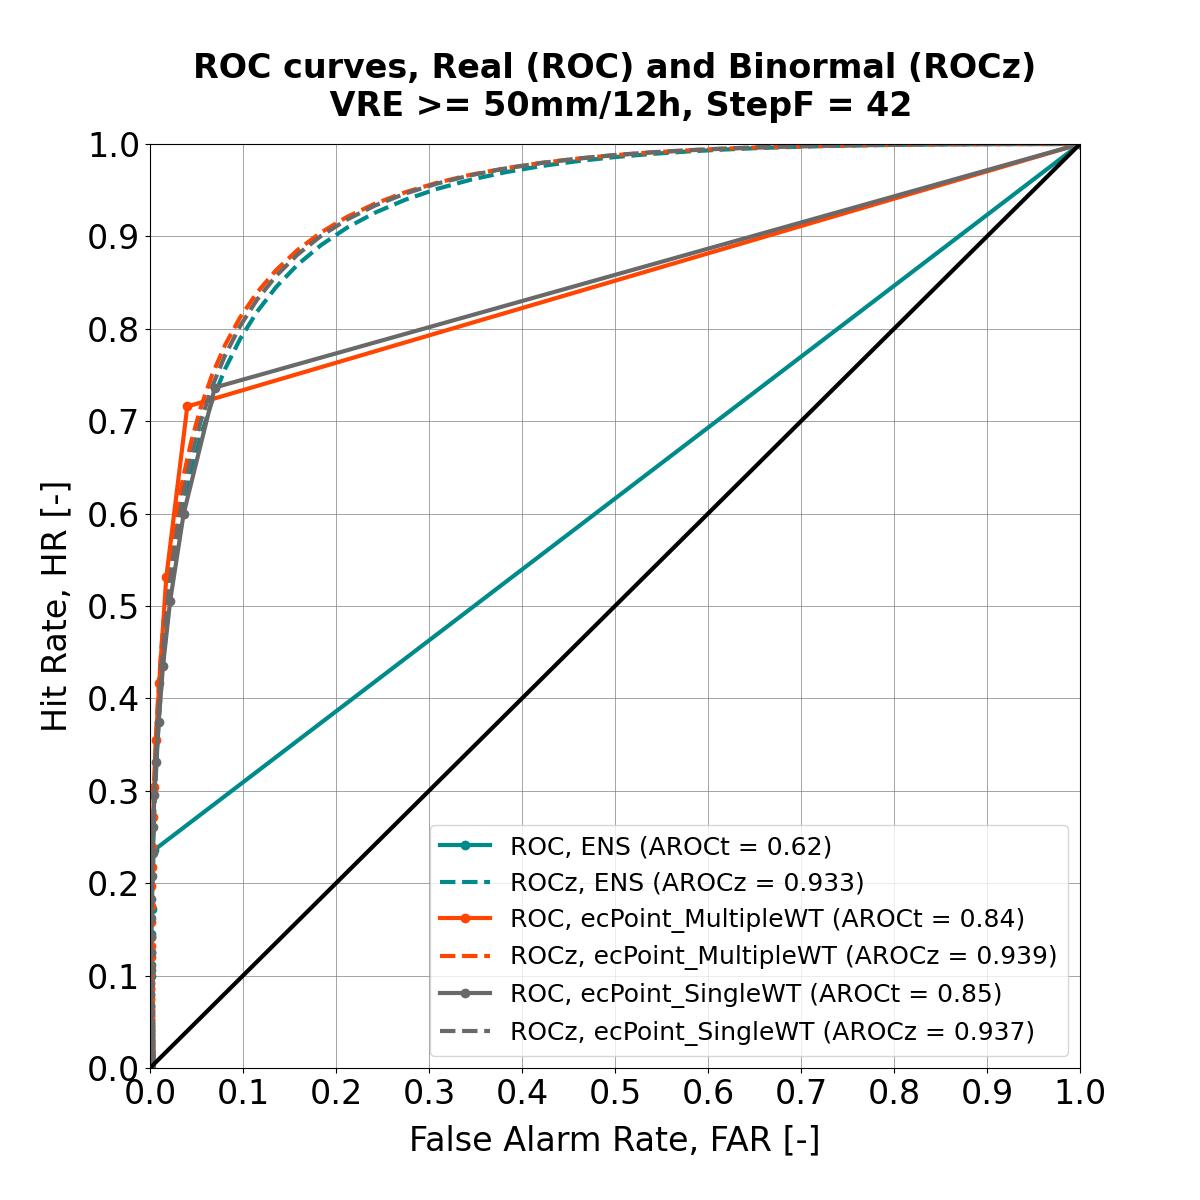 ROC curves, Real (ROC) and Binormal (ROCz)
VRE >= 50mm/12h, StepF = 42
1.0
0.9
0.8
0.7
0.6
0.5
0.4
0.3
0.2
0.1
0.0
Hit Rate, HR [-]
ROC, ENS (AROCt = 0.62)
ROCz, ENS (AROCz = 0.933)
ROC, ecPoint_MultipleWT (AROCt = 0.84)
ROCz, ecPoint_MultipleWT (AROCz = 0.939)
ROC, ecPoint_SingleWT (AROCt = 0.85)
ROCz, ecPoint_SingleWT (AROCz = 0.937)
0.0 0.1 0.2 0.3 0.4 0.5 0.6 0.7 0.8 0.9 1.0
False Alarm Rate, FAR [-]